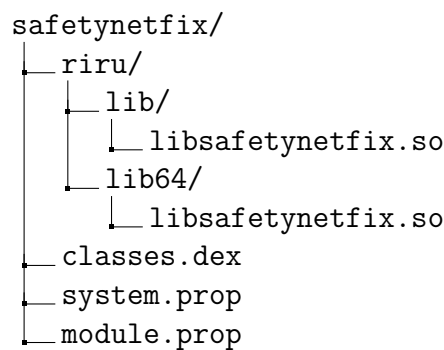 safetynetfix/
riru/
lib/
libsafetynetfix.so
lib64/
libsafetynetfix.so
classes.dex
system.prop
module.prop